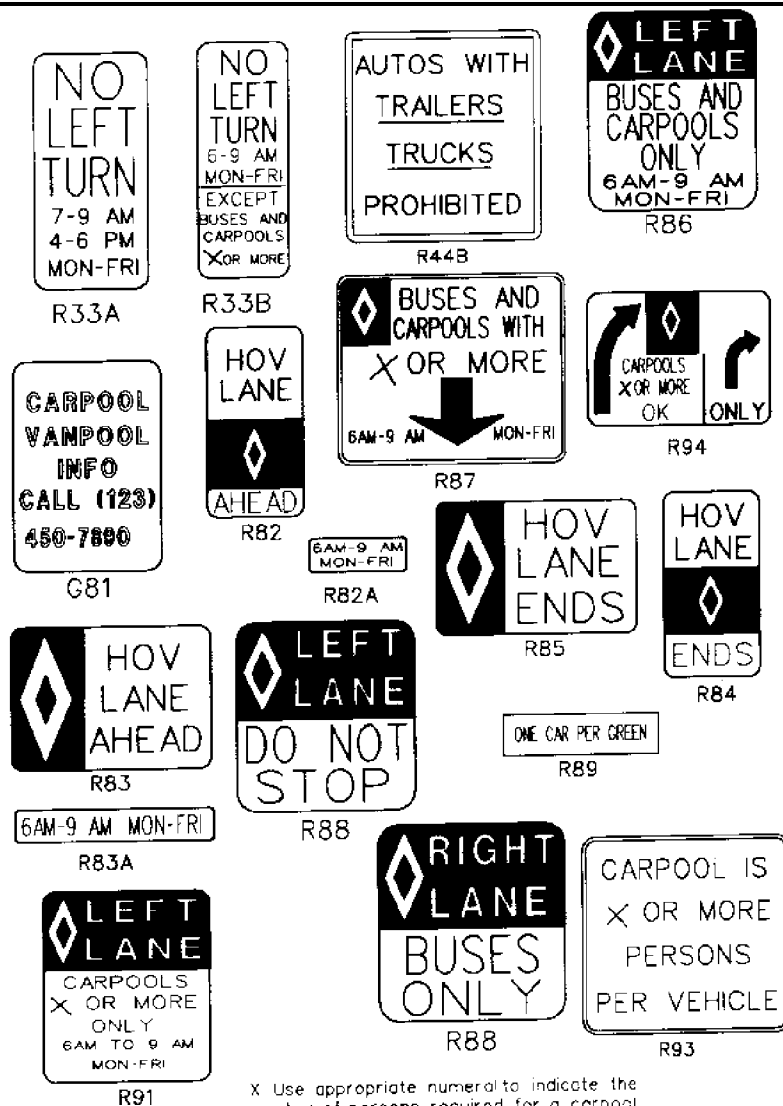 NO
LEFT
TURN
7-9 AM
4-6 PM
MON-FRI
R33A
NO
LEFT
TURN
6-9 AM
MON-FRI
EXCEPT
BUSES AND
CARPOOLS
X OR MORE
R33B
AUTOS WITH
TRAILERS
TRUCKS
PROHIBITED
R44B
LEFT
LANE
BUSES AND
CARPOOLS
ONLY
6AM-9 AM
MON-FRI
R86
CARPOOL
VANPOOL
INFO
CALL (123)
450-7890
G81
HOV
LANE
AHEAD
R82
BUSES AND
CARPOOLS WITH
X OR MORE
6AM-9 AM MON-FRI
R87
CARPOOLS
X OR MORE
OK
ONLY
R94
6AM-9 AM
MON-FRI
R82A
HOV
LANE
ENDS
R85
HOV
LANE
ENDS
R84
HOV
LANE
AHEAD
R83
6AM-9 AM MON-FRI
R83A
LEFT
LANE
DO NOT
STOP
R88
ONE CAR PER GREEN
R89
LEFT
LANE
CARPOOLS
X OR MORE
ONLY
6AM TO 9 AM
MON-FRI
R91
RIGHT
LANE
BUSES
ONLY
R88
CARPOOL IS
X OR MORE
PERSONS
PER VEHICLE
R93
X Use appropriate numeral to indicate the
of persons required for a carpool